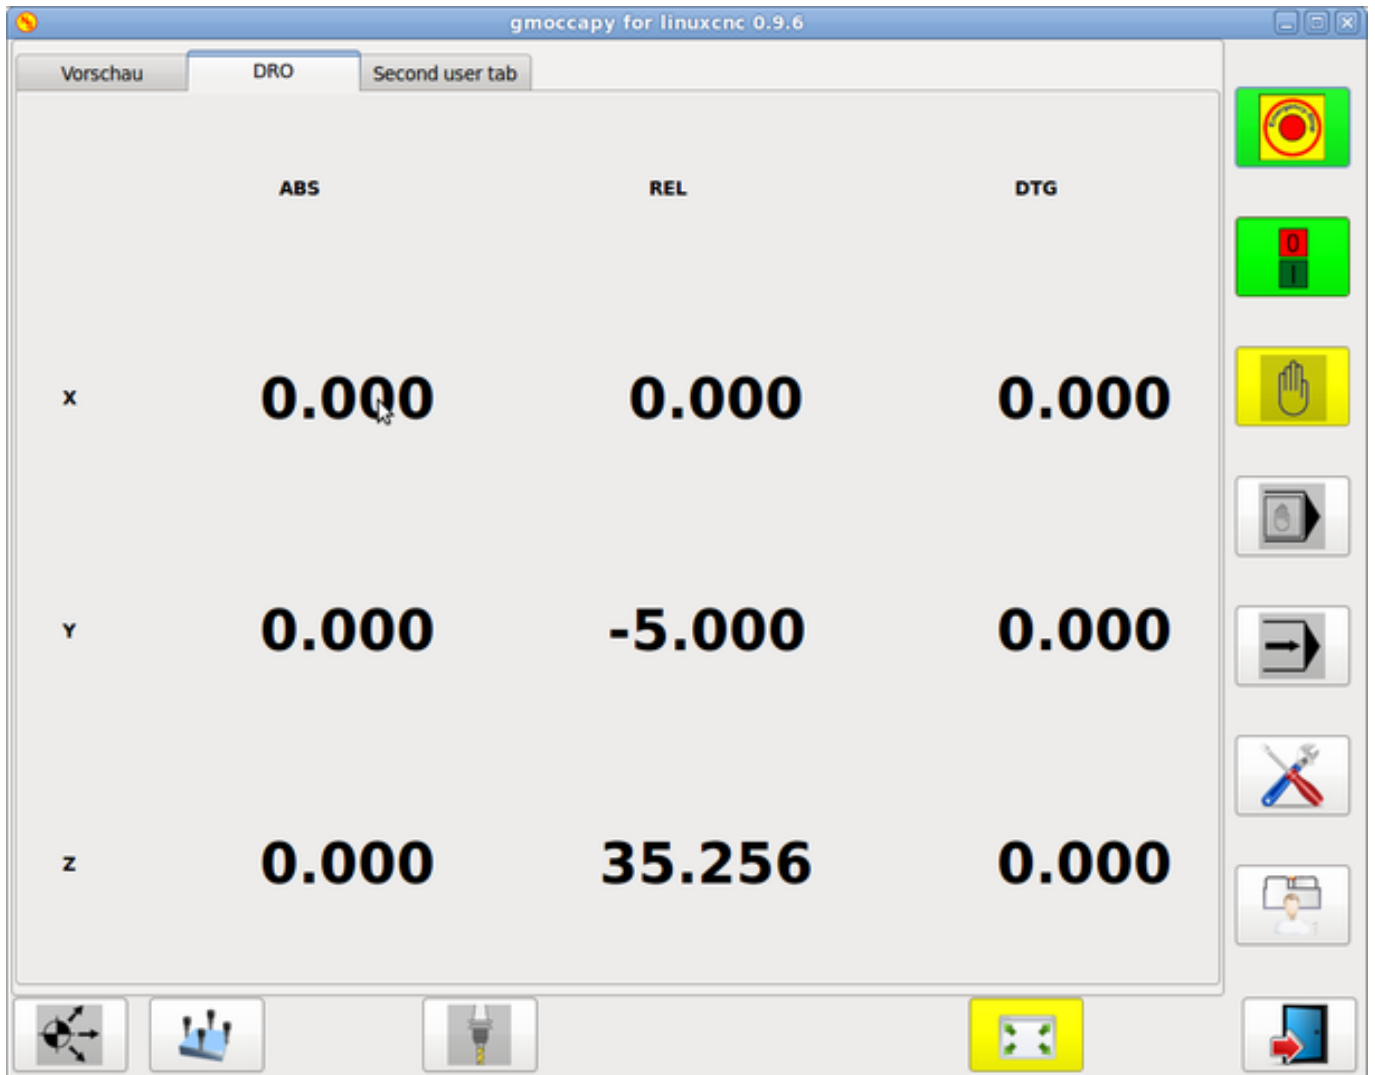 gmoccapy for linuxcnc 0.9.6
Vorschau DRO Second user tab
ABS REL DTG
0
I
X 0.000 0.000 0.000
Y 0.000 -5.000 0.000
Z 0.000 35.256 0.000